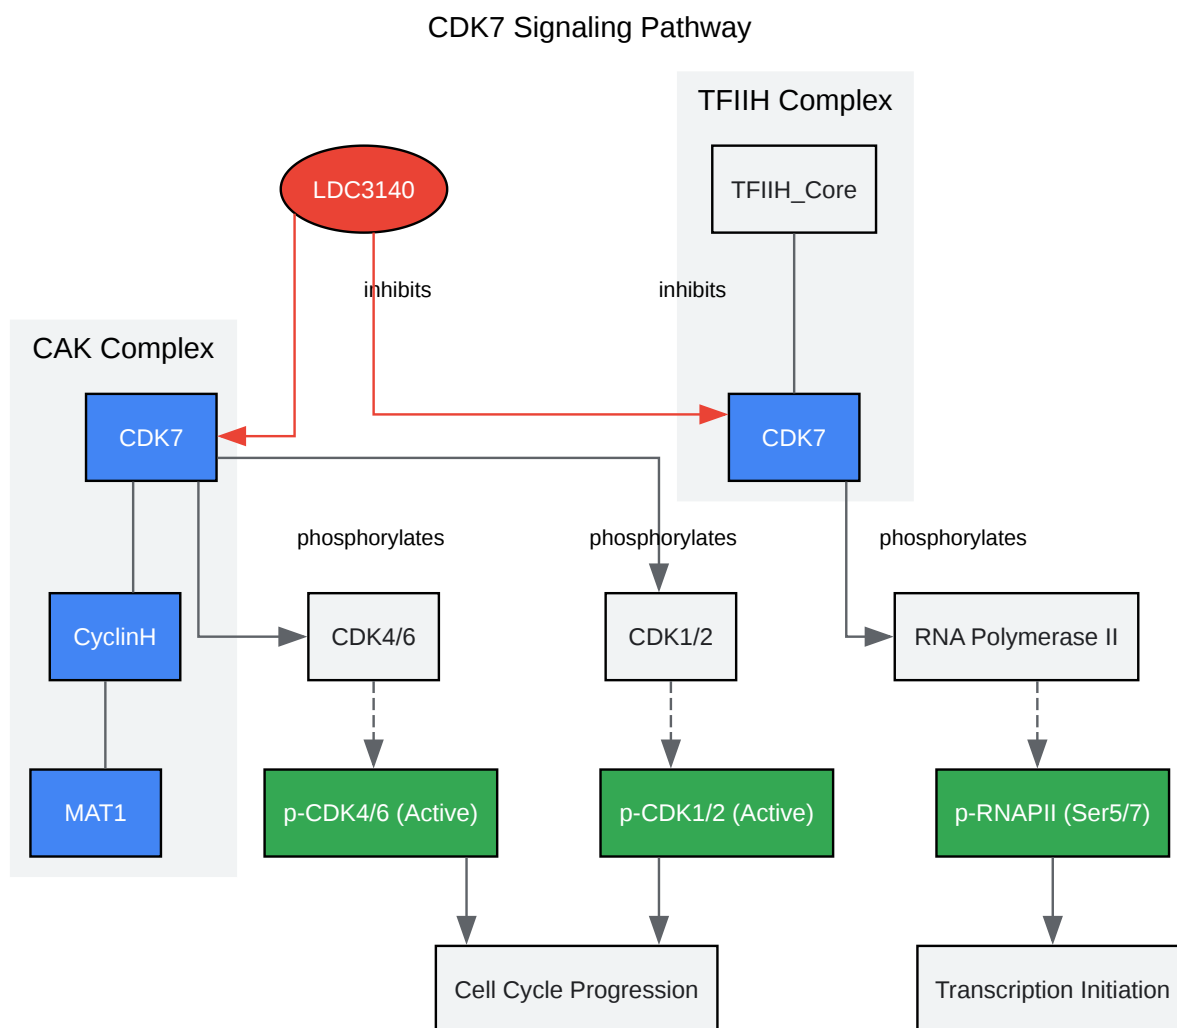 CDK7 Signaling Pathway
TFIIH Complex
LDC3140
TFIIH_Core
inhibits
inhibits
CAK Complex
CDK7
CDK7
phosphorylates
phosphorylates
phosphorylates
CyclinH
CDK4/6
CDK1/2
RNA Polymerase II
MAT1
p-CDK4/6 (Active)
p-CDK1/2 (Active)
p-RNAPII (Ser5/7)
Cell Cycle Progression
Transcription Initiation